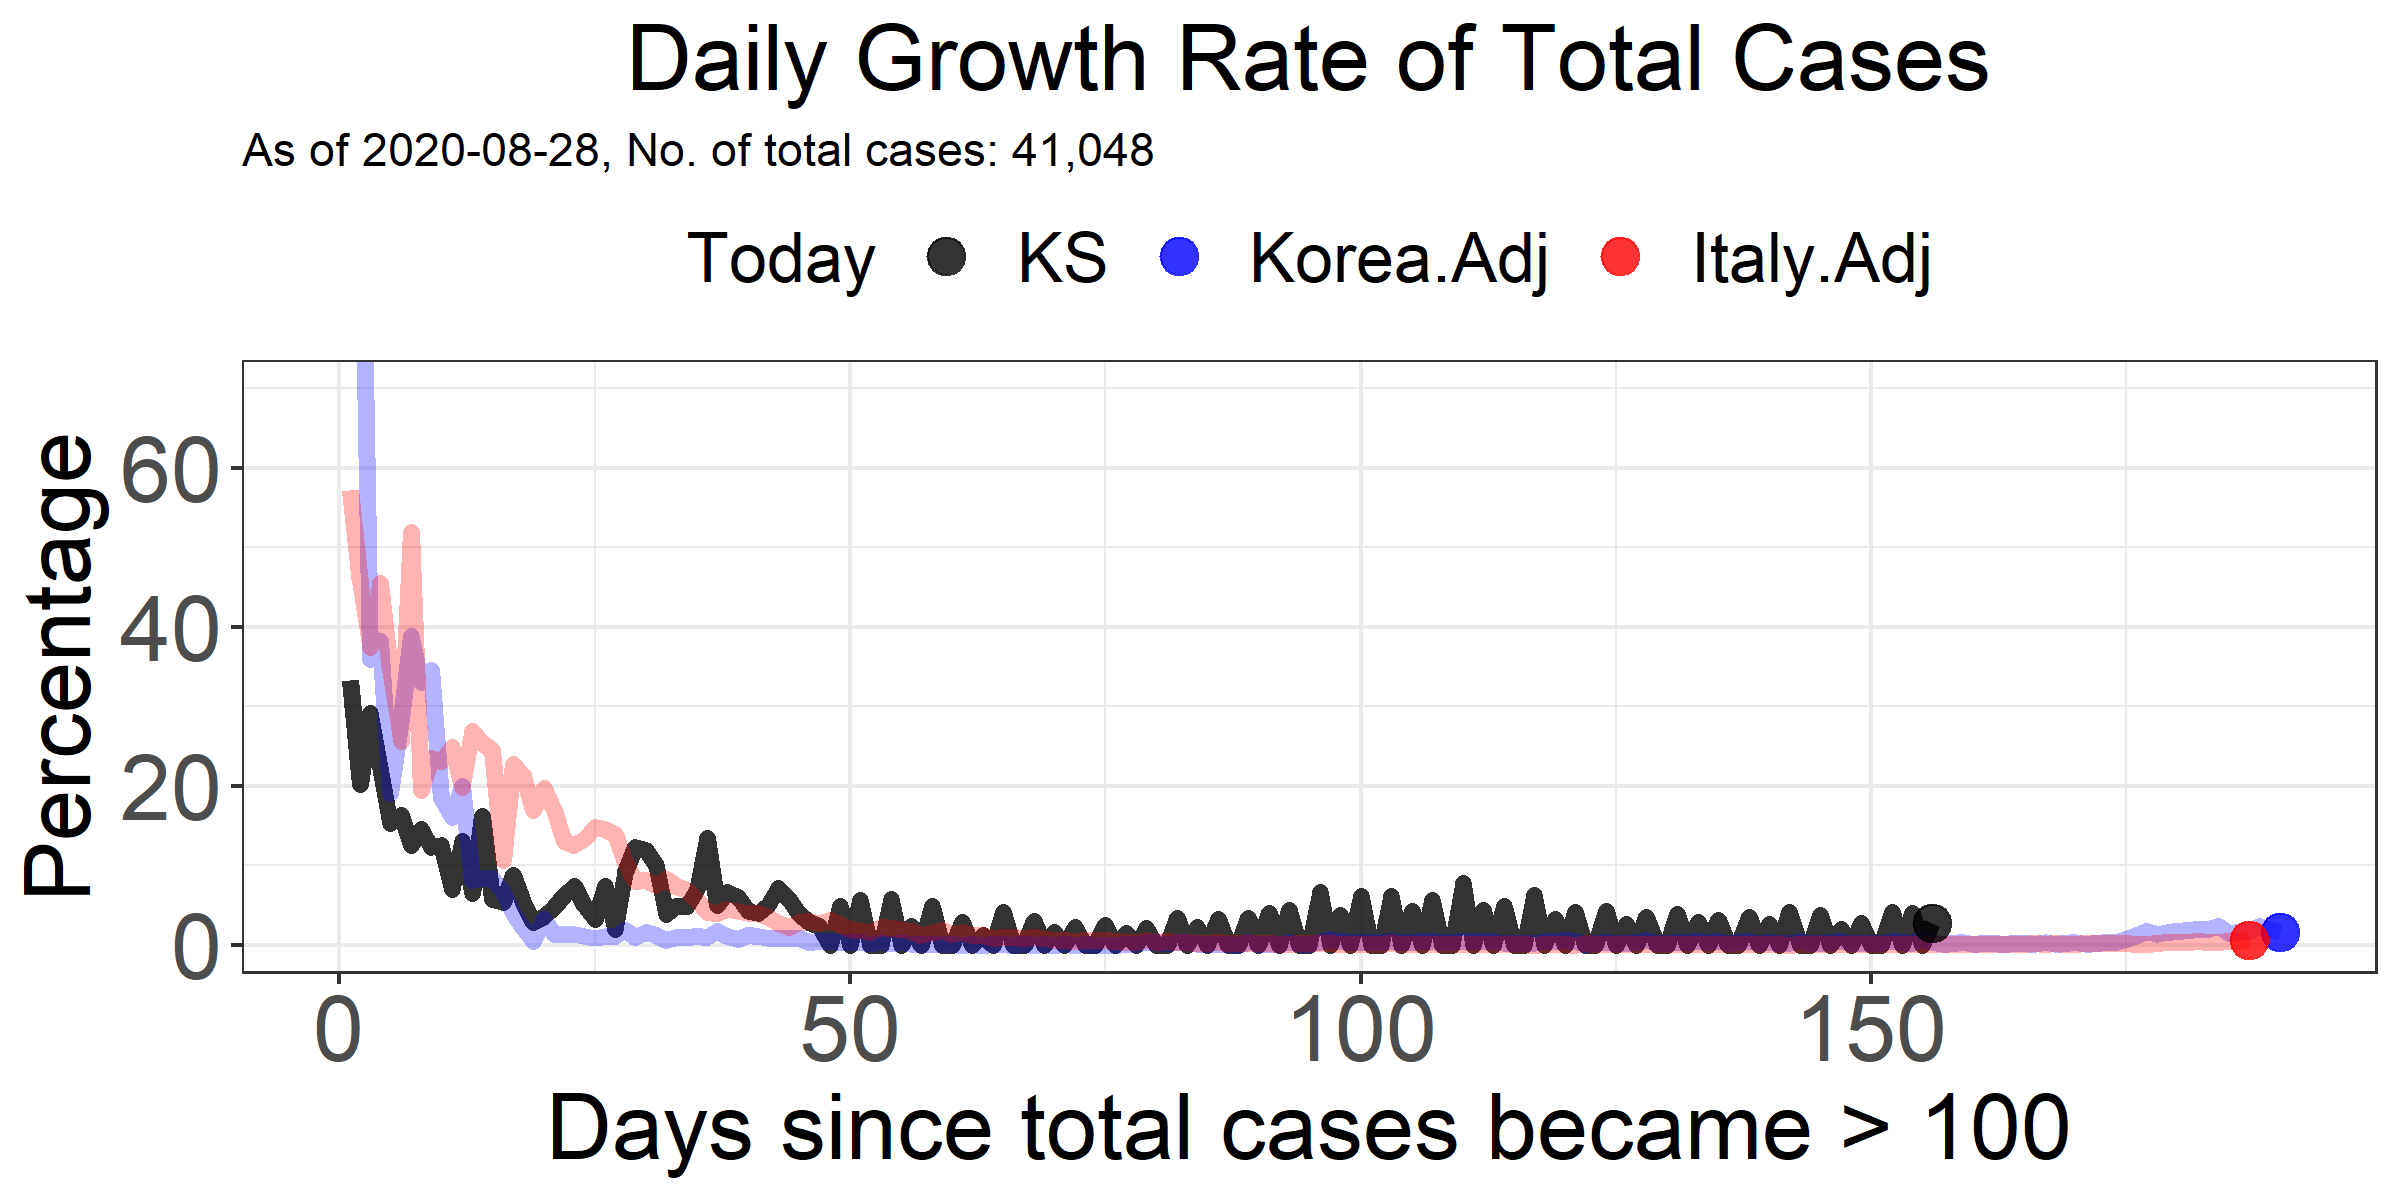 Daily Growth Rate of Total Cases
As of 2020-08-28, No. of total cases: 41,048
Today KS Korea.Adj Italy.Adj
Percentage
60
40
20
0
0 50 100 150
Days since total cases became > 100